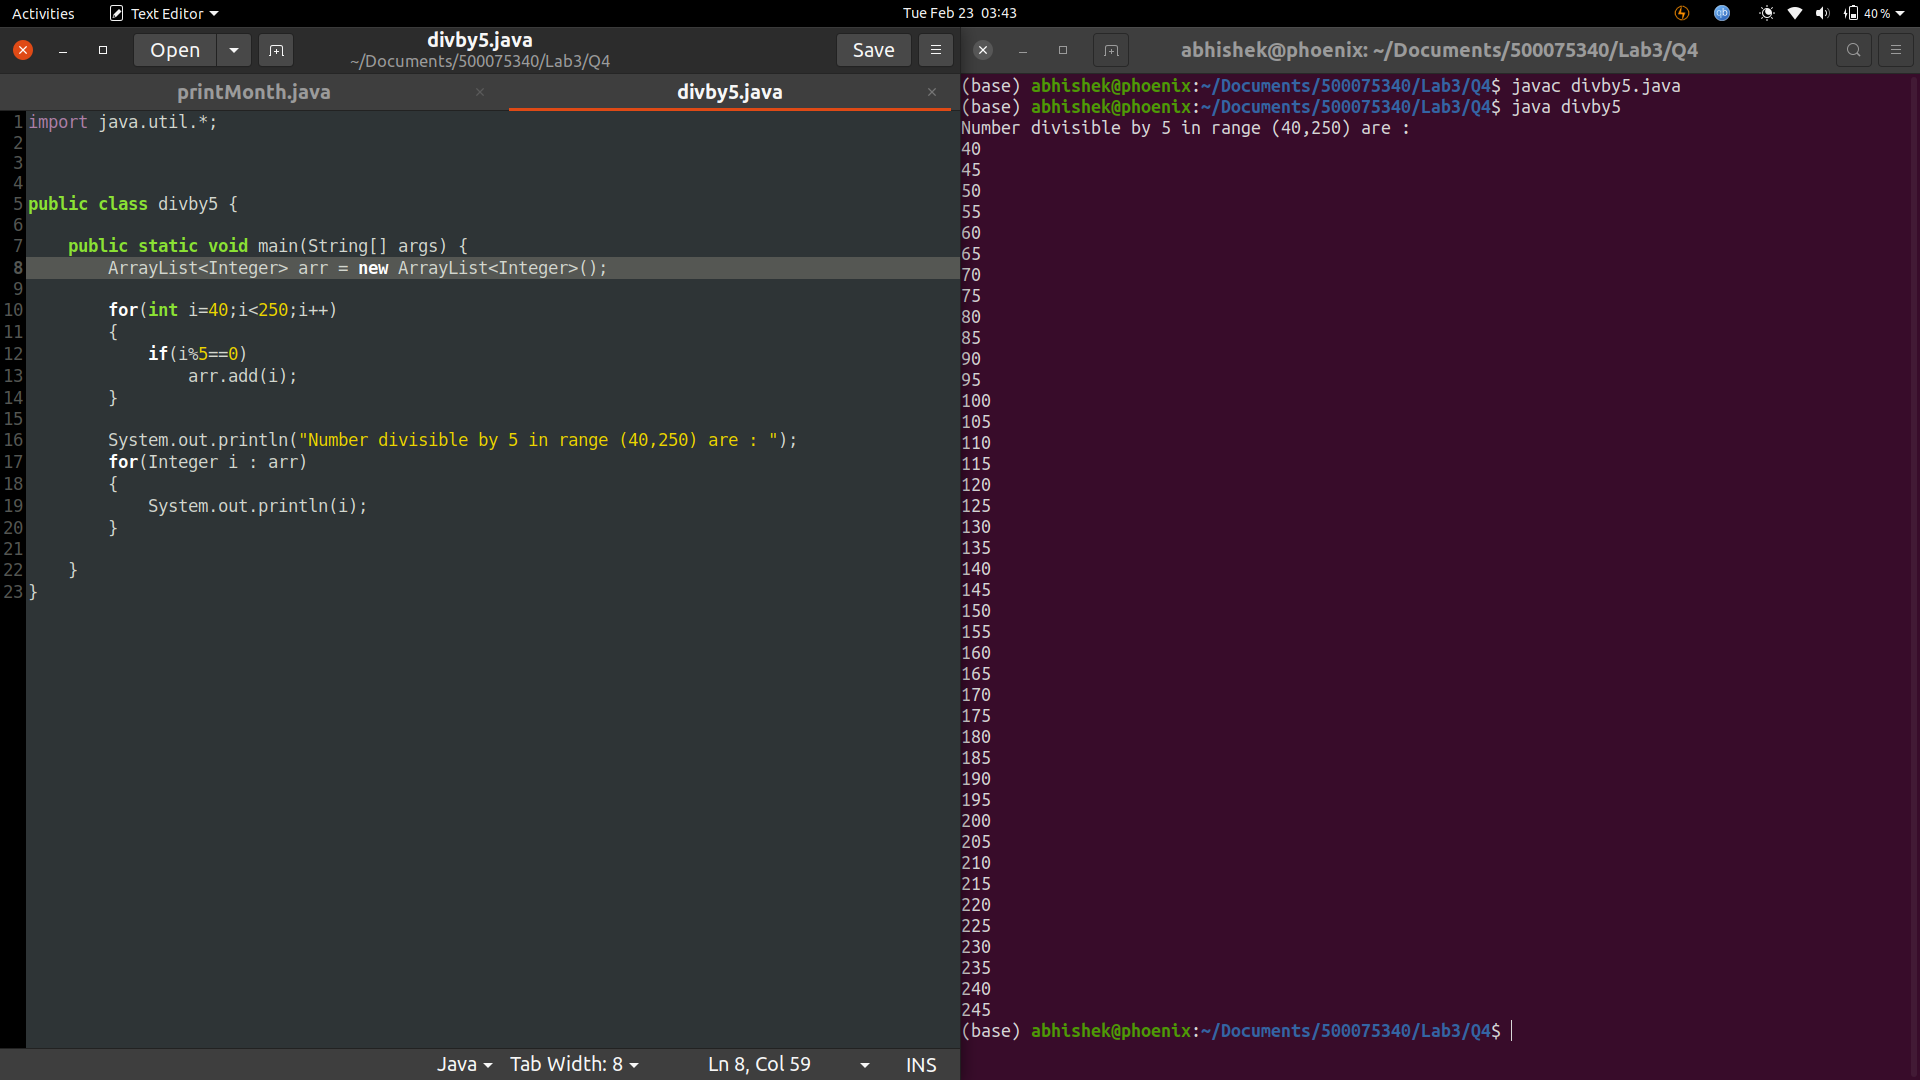 Activities Text Editor Tue Feb 23 03:43 40 %
Open divby5.java Save
~/Documents/500075340/Lab3/Q4
printMonth.java divby5.java
1 import java.util.*;
2
3
4
5 public class divby5 {
6
7 public static void main(String[] args) {
8 ArrayList<Integer> arr = new ArrayList<Integer>();
9
10 for(int i=40;i<250;i++)
11 {
12 if(i%5==0)
13 arr.add(i);
14 }
15
16 System.out.println("Number divisible by 5 in range (40,250) are : ");
17 for(Integer i : arr)
18 {
19 System.out.println(i);
20 }
21
22 }
23 }
Java Tab Width: 8 Ln 8, Col 59 INS
abhishek@phoenix: ~/Documents/500075340/Lab3/Q4
(base) abhishek@phoenix:~/Documents/500075340/Lab3/Q4$ javac divby5.java
(base) abhishek@phoenix:~/Documents/500075340/Lab3/Q4$ java divby5
Number divisible by 5 in range (40,250) are :
40
45
50
55
60
65
70
75
80
85
90
95
100
105
110
115
120
125
130
135
140
145
150
155
160
165
170
175
180
185
190
195
200
205
210
215
220
225
230
235
240
245
(base) abhishek@phoenix:~/Documents/500075340/Lab3/Q4$